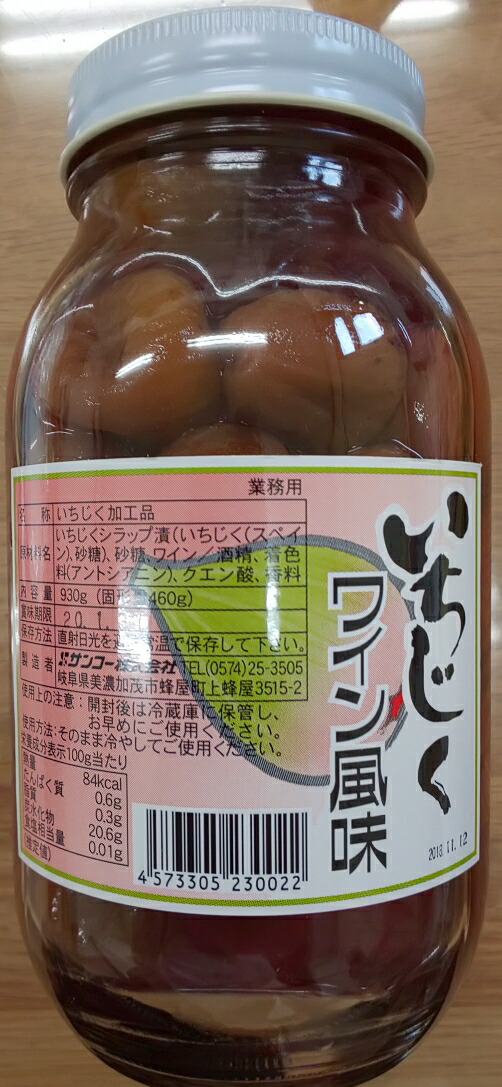 業務用
名 称 いちじく加工品
原材料名 いちじくシラップ漬(いちじく(スペイ
ン)、砂糖)、砂糖、ワイン／酒精、着色
料(アントシアニン)、クエン酸、香料
内容量 930g (固形 460g)
賞味期限 20.1
保存方法 直射日光を 常温で保存して下さい。
製造者 サンコー株式会社 TEL(0574)25-3505
岐阜県美濃加茂市蜂屋町上蜂屋3515-2
使用上の注意：開封後は冷蔵庫に保管し、
お早めにご使用ください。
使用方法:そのまま冷やしてご使用ください。
栄養成分表示100g当たり
熱量 84kcal
たんぱく質 0.6g
脂質 0.3g
炭水化物 20.6g
食塩相当量 0.01g
(推定値)
4 573305 230022
いちじく
ワイン風味
2018.11.12